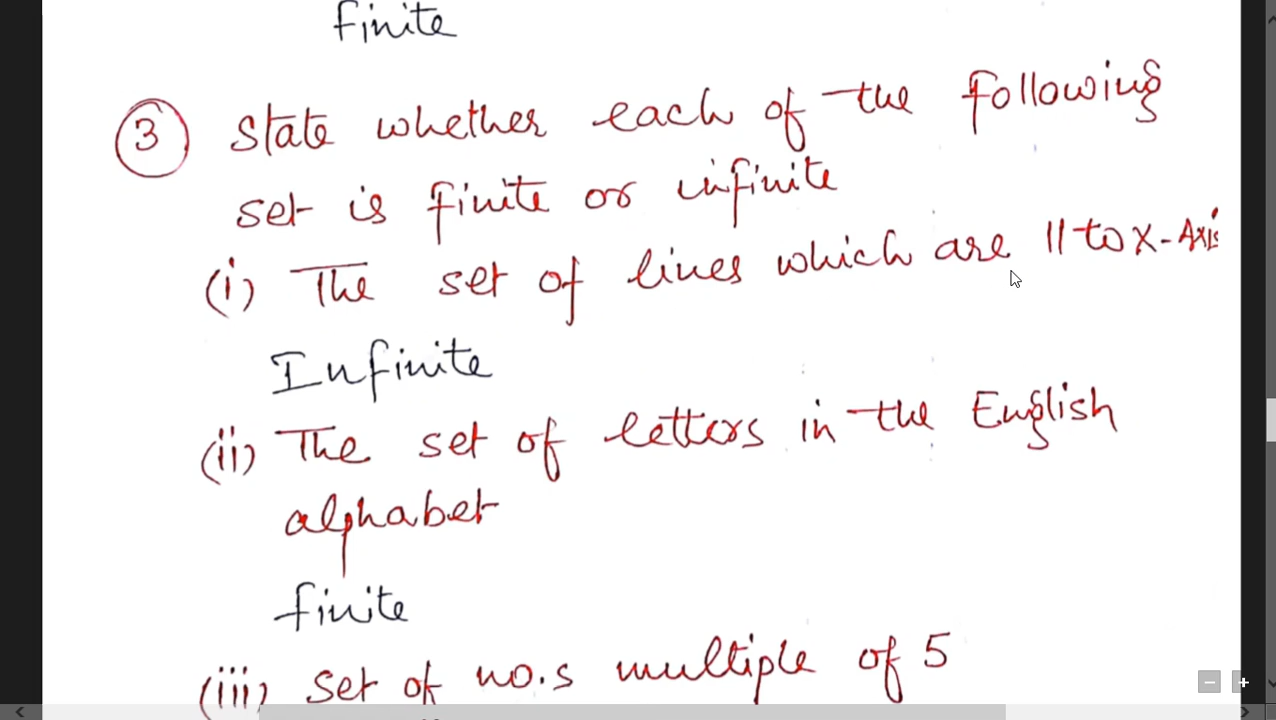 finite
3 State whether each of the following
set is finite or infinite
(i) The set of lines which are || to X-Axis
Infinite
(ii) The set of letters in the English
alphabet
finite
(iii) set of no.s multiple of 5